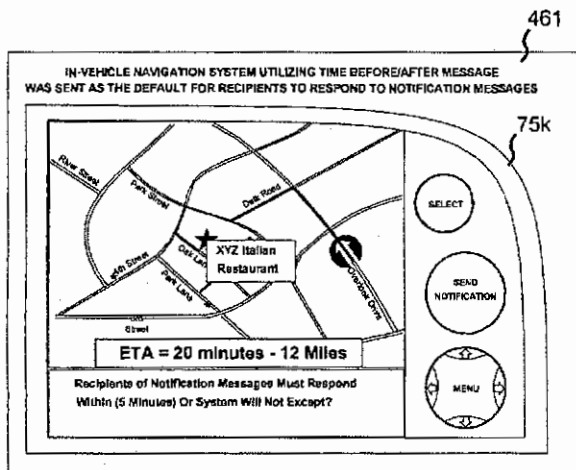 461
IN-VEHICLE NAVIGATION SYSTEM UTILIZING TIME BEFORE/AFTER MESSAGE
WAS SENT AS THE DEFAULT FOR RECIPIENTS TO RESPOND TO NOTIFICATION MESSAGES
75k
River Street
Park Street
Dark Road
SELECT
XYZ Italian
Restaurant
Oak Lane
Overlook Drive
Park Lane
Street
SEND
NOTIFICATION
ETA = 20 minutes - 12 Miles
MENU
Recipients of Notification Messages Must Respond
Within (5 Minutes) Or System Will Not Except?